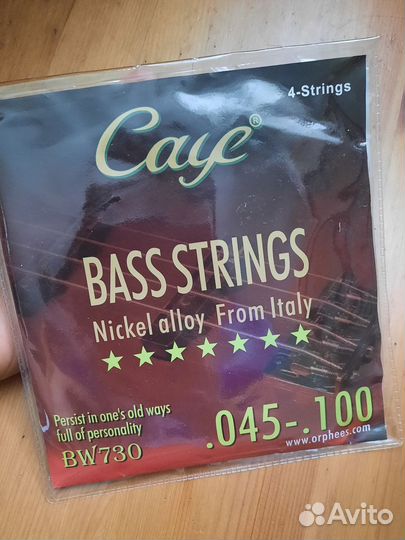 4-Strings
Caye®
BASS STRINGS
Nickel alloy From Italy
Persist in one's old ways
full of personality
BW730
.045-.100
www.orphees.com
Avito